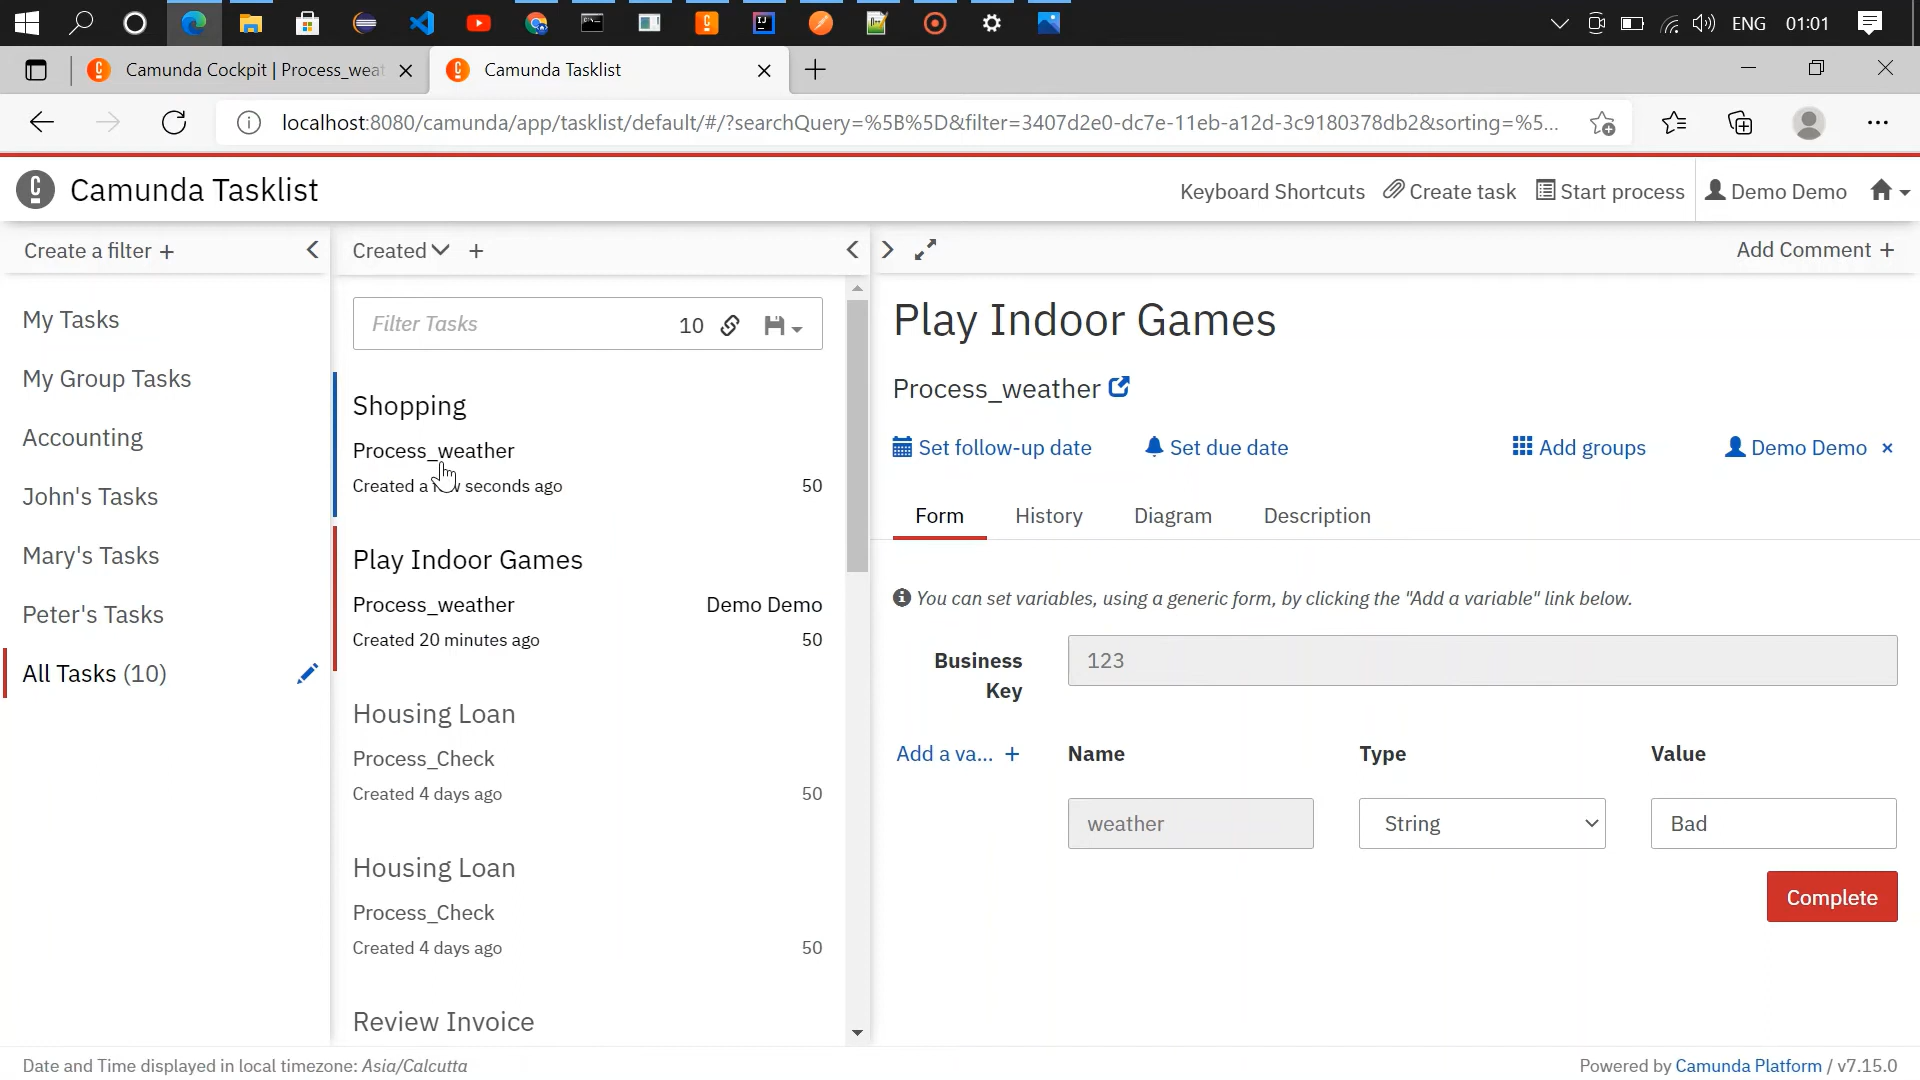 ENG 01:01
Camunda Cockpit | Process_weat
Camunda Tasklist
localhost:8080/camunda/app/tasklist/default/#/?searchQuery=%5B%5D&filter=3407d2e0-dc7e-11eb-a12d-3c9180378db2&sorting=%5...
Camunda Tasklist
Keyboard Shortcuts Create task Start process Demo Demo
Create a filter +
My Tasks
My Group Tasks
Accounting
John's Tasks
Mary's Tasks
Peter's Tasks
All Tasks (10)
Created +
Filter Tasks 10
Shopping
Process_weather
Created a few seconds ago 50
Play Indoor Games
Process_weather Demo Demo
Created 20 minutes ago 50
Housing Loan
Process_Check
Created 4 days ago 50
Housing Loan
Process_Check
Created 4 days ago 50
Review Invoice
Add Comment +
Play Indoor Games
Process_weather
Set follow-up date Set due date Add groups Demo Demo ×
Form History Diagram Description
You can set variables, using a generic form, by clicking the "Add a variable" link below.
Business Key 123
Add a va... + Name Type Value
weather String Bad
Complete
Date and Time displayed in local timezone: Asia/Calcutta
Powered by Camunda Platform / v7.15.0